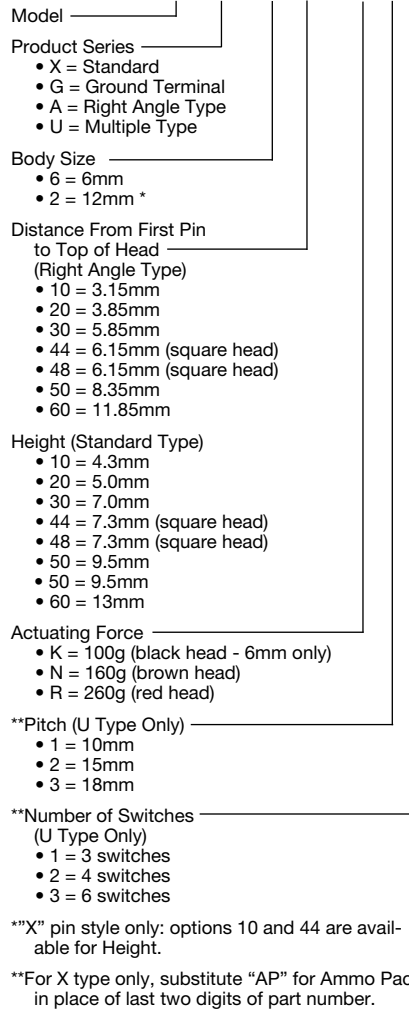 Model
Product Series
• X = Standard
• G = Ground Terminal
• A = Right Angle Type
• U = Multiple Type
Body Size
• 6 = 6mm
• 2 = 12mm *
Distance From First Pin
to Top of Head
(Right Angle Type)
• 10 = 3.15mm
• 20 = 3.85mm
• 30 = 5.85mm
• 44 = 6.15mm (square head)
• 48 = 6.15mm (square head)
• 50 = 8.35mm
• 60 = 11.85mm
Height (Standard Type)
• 10 = 4.3mm
• 20 = 5.0mm
• 30 = 7.0mm
• 44 = 7.3mm (square head)
• 48 = 7.3mm (square head)
• 50 = 9.5mm
• 50 = 9.5mm
• 60 = 13mm
Actuating Force
• K = 100g (black head - 6mm only)
• N = 160g (brown head)
• R = 260g (red head)
**Pitch (U Type Only)
• 1 = 10mm
• 2 = 15mm
• 3 = 18mm
**Number of Switches
(U Type Only)
• 1 = 3 switches
• 2 = 4 switches
• 3 = 6 switches
*"X" pin style only: options 10 and 44 are avail-
able for Height.
**For X type only, substitute “AP” for Ammo Pac
in place of last two digits of part number.